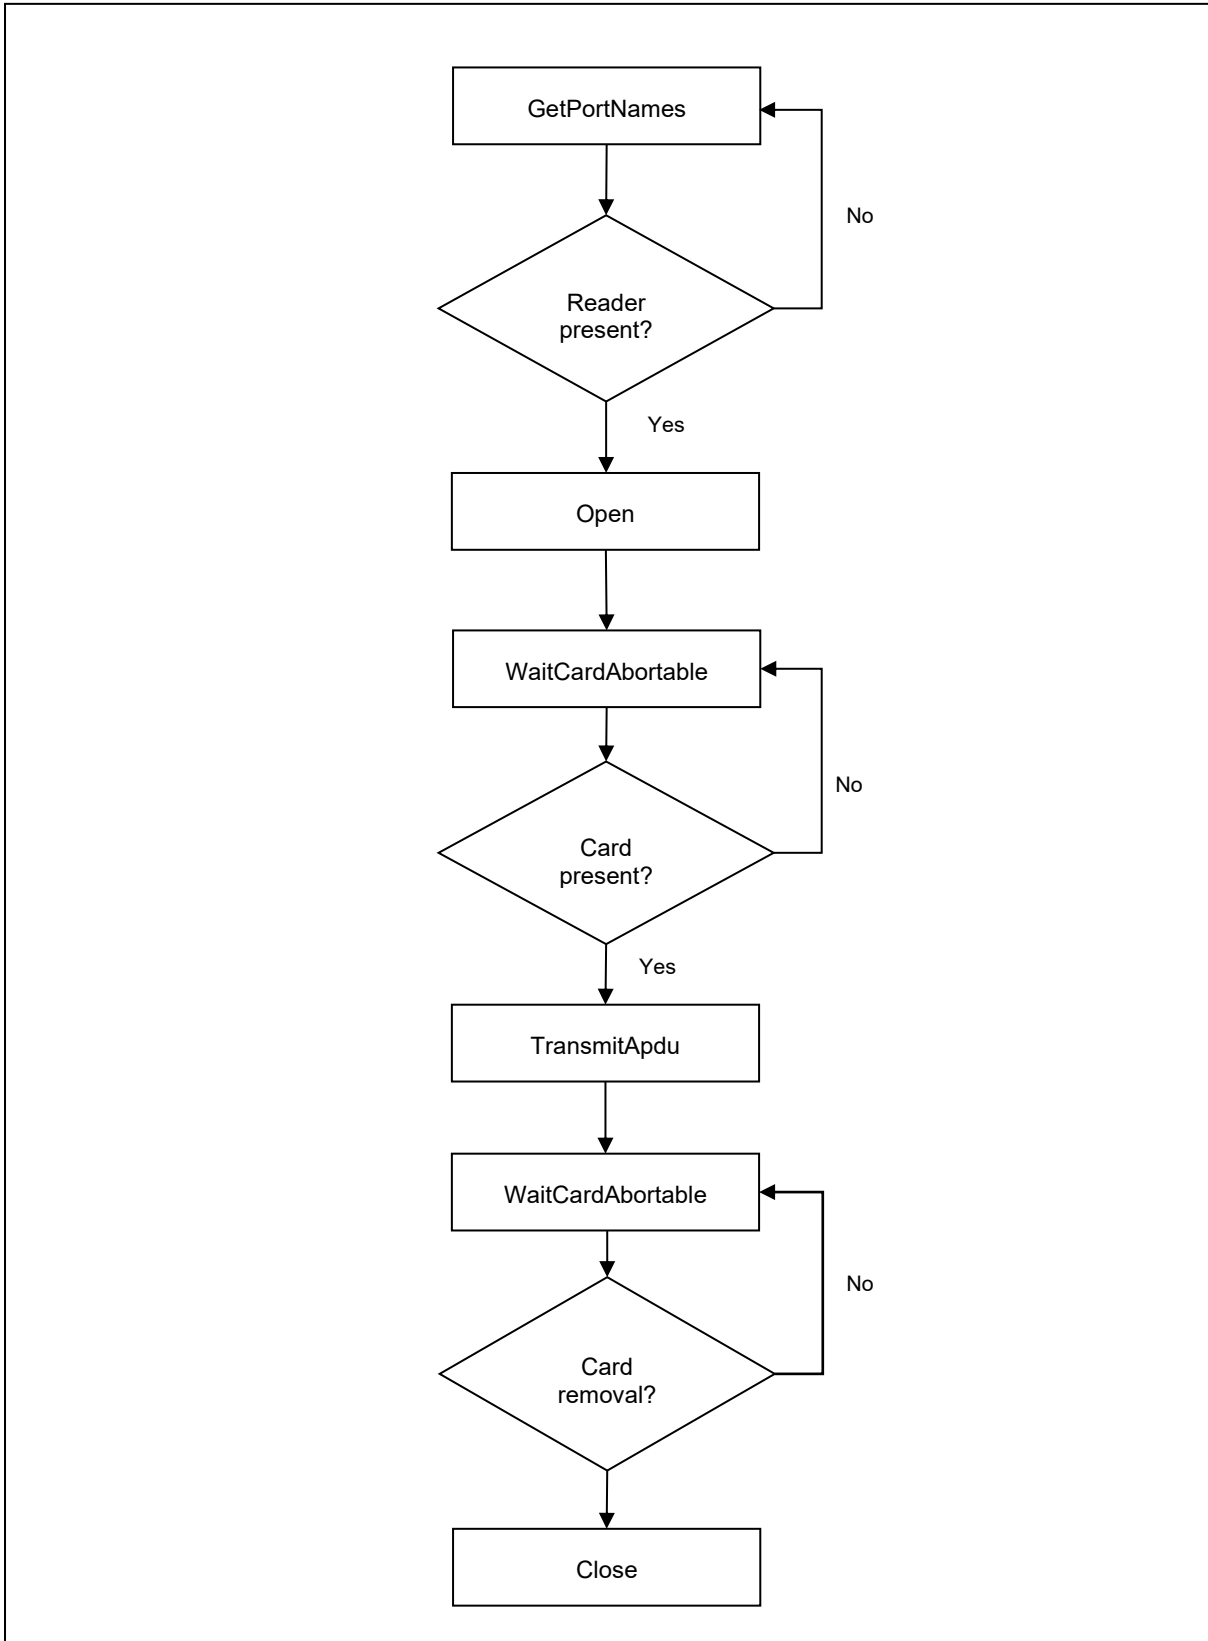 GetPortNames
No
Reader
present?
Yes
Open
WaitCardAbortable
No
Card
present?
Yes
TransmitApdu
WaitCardAbortable
No
Card
removal?
Close